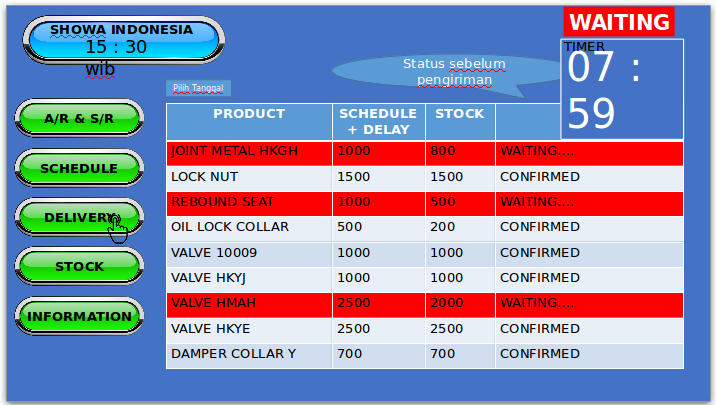 SHOWA INDONESIA
15 : 30
wib
WAITING
TIMER
07 :
59
Status sebelum
pengiriman
Pilih Tanggal
A/R & S/R
SCHEDULE
DELIVERY
STOCK
INFORMATION
PRODUCT SCHEDULE + DELAY STOCK
JOINT METAL HKGH 1000 800 WAITING....
LOCK NUT 1500 1500 CONFIRMED
REBOUND SEAT 1000 500 WAITING....
OIL LOCK COLLAR 500 200 CONFIRMED
VALVE 10009 1000 1000 CONFIRMED
VALVE HKYJ 1000 1000 CONFIRMED
VALVE HMAH 2500 2000 WAITING....
VALVE HKYE 2500 2500 CONFIRMED
DAMPER COLLAR Y 700 700 CONFIRMED